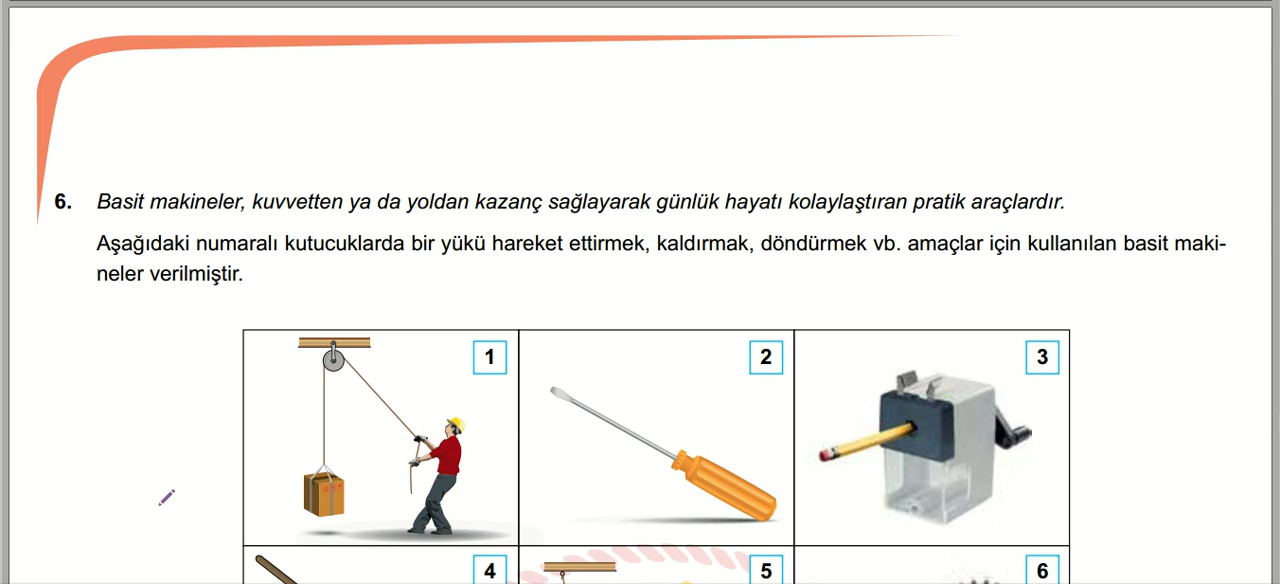 6. Basit makineler, kuvvetten ya da yoldan kazanç sağlayarak günlük hayatı kolaylaştıran pratik araçlardır.
Aşağıdaki numaralı kutucuklarda bir yükü hareket ettirmek, kaldırmak, döndürmek vb. amaçlar için kullanılan basit maki-
neler verilmiştir.
1
2
3
4
5
6